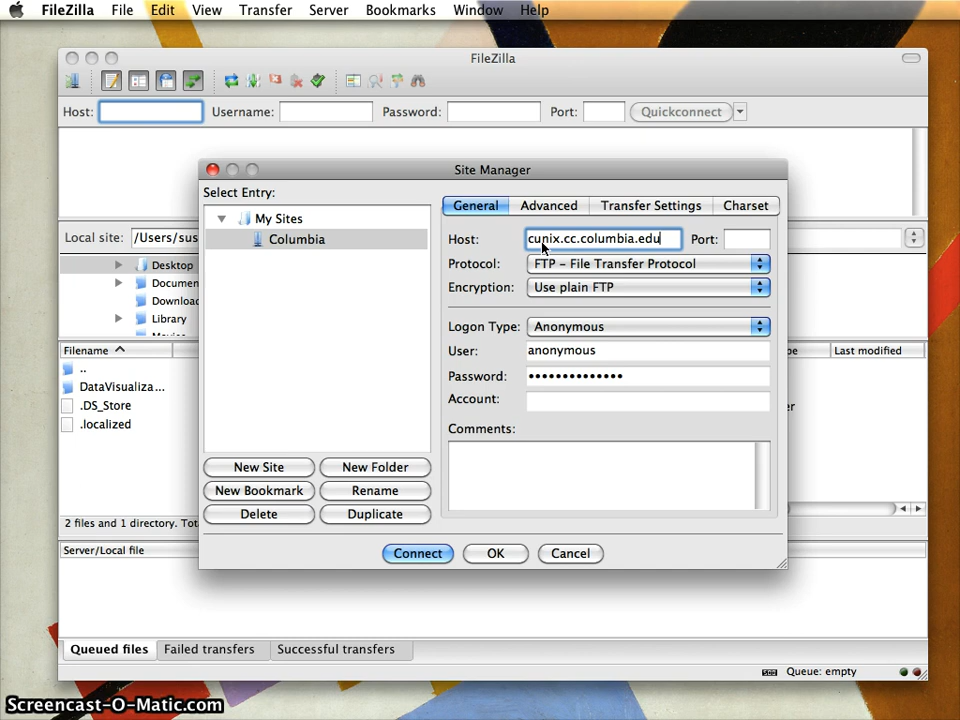 FileZilla File Edit View Transfer Server Bookmarks Window Help
FileZilla
Host: Username: Password: Port: Quickconnect
Site Manager
Select Entry:
My Sites
Columbia
General Advanced Transfer Settings Charset
Host: cunix.cc.columbia.edu Port:
Protocol: FTP – File Transfer Protocol
Encryption: Use plain FTP
Logon Type: Anonymous
User: anonymous
Password: ••••••••••••••
Account:
Comments:
New Site New Folder
New Bookmark Rename
Delete Duplicate
Connect OK Cancel
Local site: /Users/sus
Desktop
Documen
Downloa
Library
Filename
Last modified
..
DataVisualiza...
.DS_Store
.localized
2 files and 1 directory. Tot
Server/Local file
Queued files Failed transfers Successful transfers
Queue: empty
Screencast-O-Matic.com